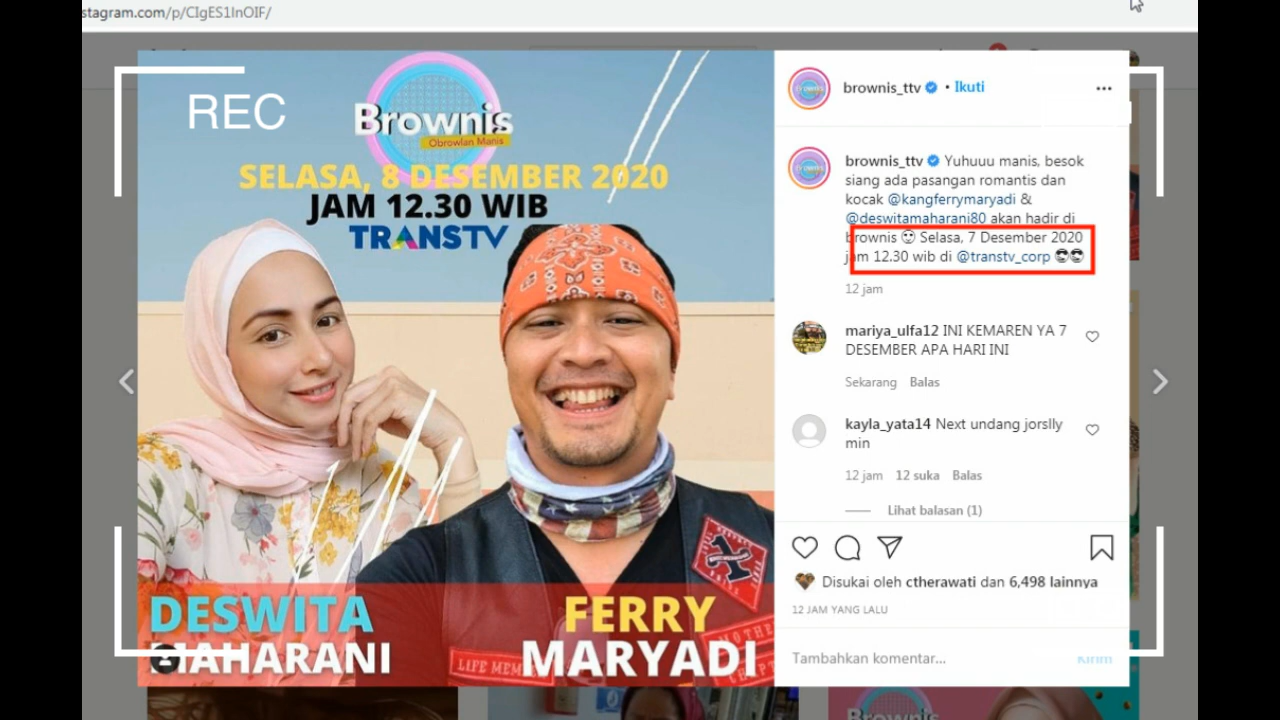 stagram.com/p/CIgES1lnOIF/
REC
Brownis
Obrowlan Manis
SELASA, 8 DESEMBER 2020
JAM 12.30 WIB
TRANSTV
DESWITA
MAHARANI
FERRY
MARYADI
brownis_ttv • Ikuti
brownis_ttv Yuhuuu manis, besok
siang ada pasangan romantis dan
kocak @kangferrymaryadi &
@deswitamaharani80 akan hadir di
brownis Selasa, 7 Desember 2020
jam 12.30 wib di @transtv_corp
12 jam
mariya_ulfa12 INI KEMAREN YA 7
DESEMBER APA HARI INI
Sekarang Balas
kayla_yata14 Next undang jorslly
min
12 jam 12 suka Balas
Lihat balasan (1)
Disukai oleh ctherawati dan 6,498 lainnya
12 JAM YANG LALU
Tambahkan komentar...
Kirim
Brownis